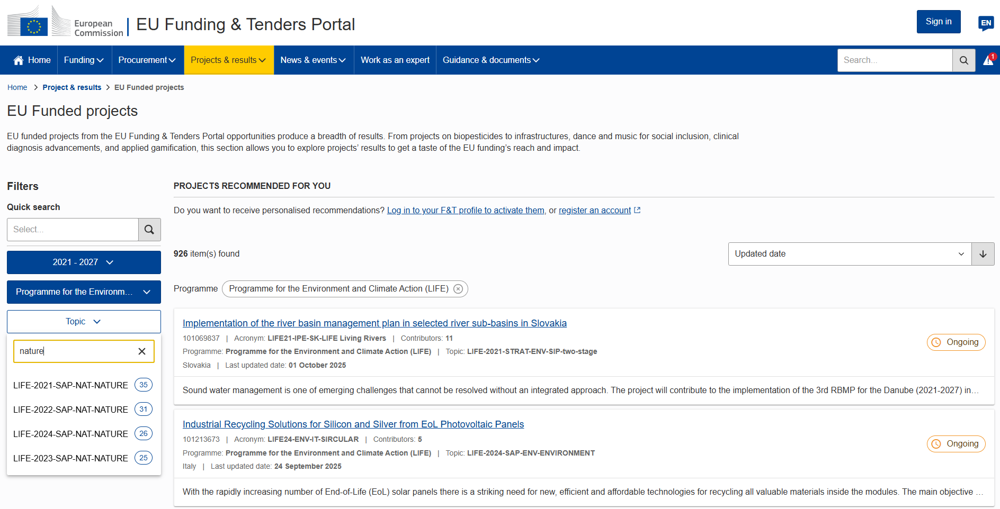 European
Commission
EU Funding & Tenders Portal
Sign in
EN
Home
Funding
Procurement
Projects & results
News & events
Work as an expert
Guidance & documents
Search...
1
Home > Project & results > EU Funded projects
EU Funded projects
EU funded projects from the EU Funding & Tenders Portal opportunities produce a breadth of results. From projects on biopesticides to infrastructures, dance and music for social inclusion, clinical
diagnosis advancements, and applied gamification, this section allows you to explore projects’ results to get a taste of the EU funding’s reach and impact.
Filters
Quick search
Select...
2021 - 2027
Programme for the Environm...
Topic
nature
LIFE-2021-SAP-NAT-NATURE 35
LIFE-2022-SAP-NAT-NATURE 31
LIFE-2024-SAP-NAT-NATURE 26
LIFE-2023-SAP-NAT-NATURE 25
PROJECTS RECOMMENDED FOR YOU
Do you want to receive personalised recommendations? Log in to your F&T profile to activate them, or register an account
926 item(s) found
Updated date
Programme Programme for the Environment and Climate Action (LIFE)
Implementation of the river basin management plan in selected river sub-basins in Slovakia
101069837 | Acronym: LIFE21-IPE-SK-LIFE Living Rivers | Contributors: 11
Programme: Programme for the Environment and Climate Action (LIFE) | Topic: LIFE-2021-STRAT-ENV-SIP-two-stage
Slovakia | Last updated date: 01 October 2025
Ongoing
Sound water management is one of emerging challenges that cannot be resolved without an integrated approach. The project will contribute to the implementation of the 3rd RBMP for the Danube (2021-2027) in...
Industrial Recycling Solutions for Silicon and Silver from EoL Photovoltaic Panels
101213673 | Acronym: LIFE24-ENV-IT-SIRCULAR | Contributors: 5
Programme: Programme for the Environment and Climate Action (LIFE) | Topic: LIFE-2024-SAP-ENV-ENVIRONMENT
Italy | Last updated date: 24 September 2025
Ongoing
With the rapidly increasing number of End-of-Life (EoL) solar panels there is a striking need for new, efficient and affordable technologies for recycling all valuable materials inside the modules. The main objective ...